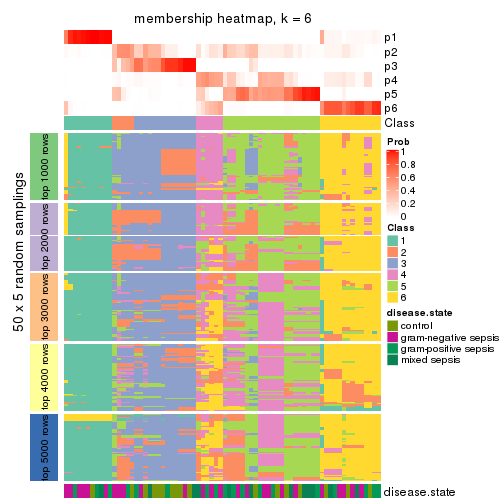 membership heatmap, k = 6
p1
p2
p3
p4
p5
p6
Class
50 x 5 random samplings
top 1000 rows
top 2000 rows
top 3000 rows
top 4000 rows
top 5000 rows
Prob
1
0.8
0.6
0.4
0.2
0
Class
1
2
3
4
5
6
disease.state
control
gram-negative sepsis
gram-positive sepsis
mixed sepsis
disease.state